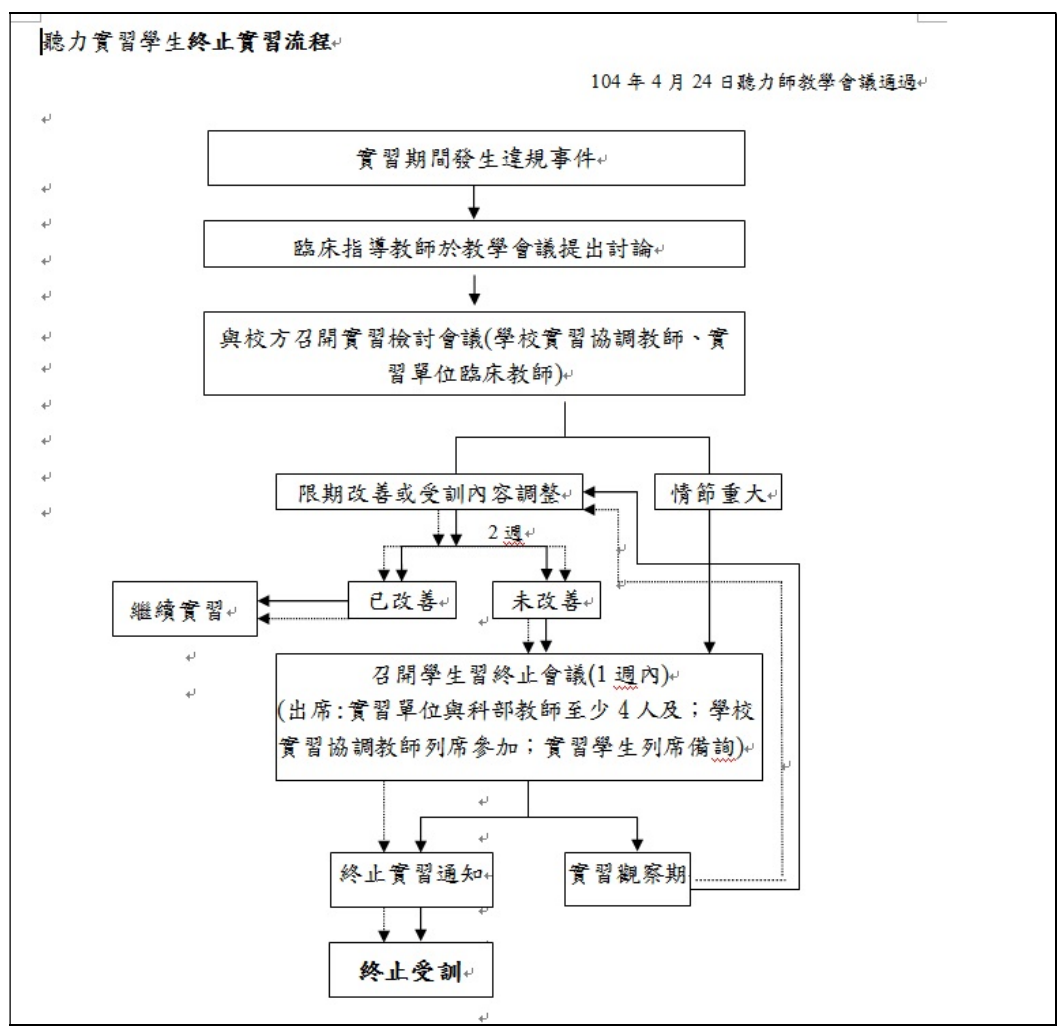 聽力實習學生終止實習流程
104 年 4 月 24 日聽力師教學會議通過
實習期間發生違規事件
臨床指導教師於教學會議提出討論
與校方召開實習檢討會議(學校實習協調教師、實
習單位臨床教師)
限期改善或受訓內容調整
情節重大
2 週
繼續實習
已改善
未改善
召開學生習終止會議(1 週內)
(出席:實習單位與科部教師至少 4 人及；學校
實習協調教師列席參加；實習學生列席備詢)
終止實習通知
實習觀察期
終止受訓